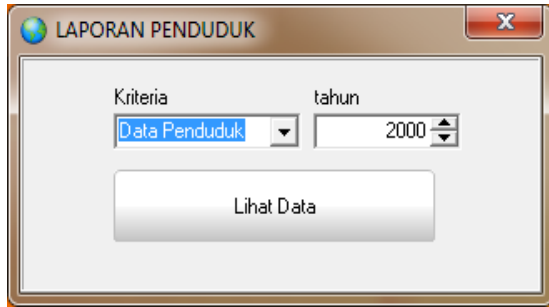 LAPORAN PENDUDUK
Kriteria tahun
Data Penduduk 2000
Lihat Data